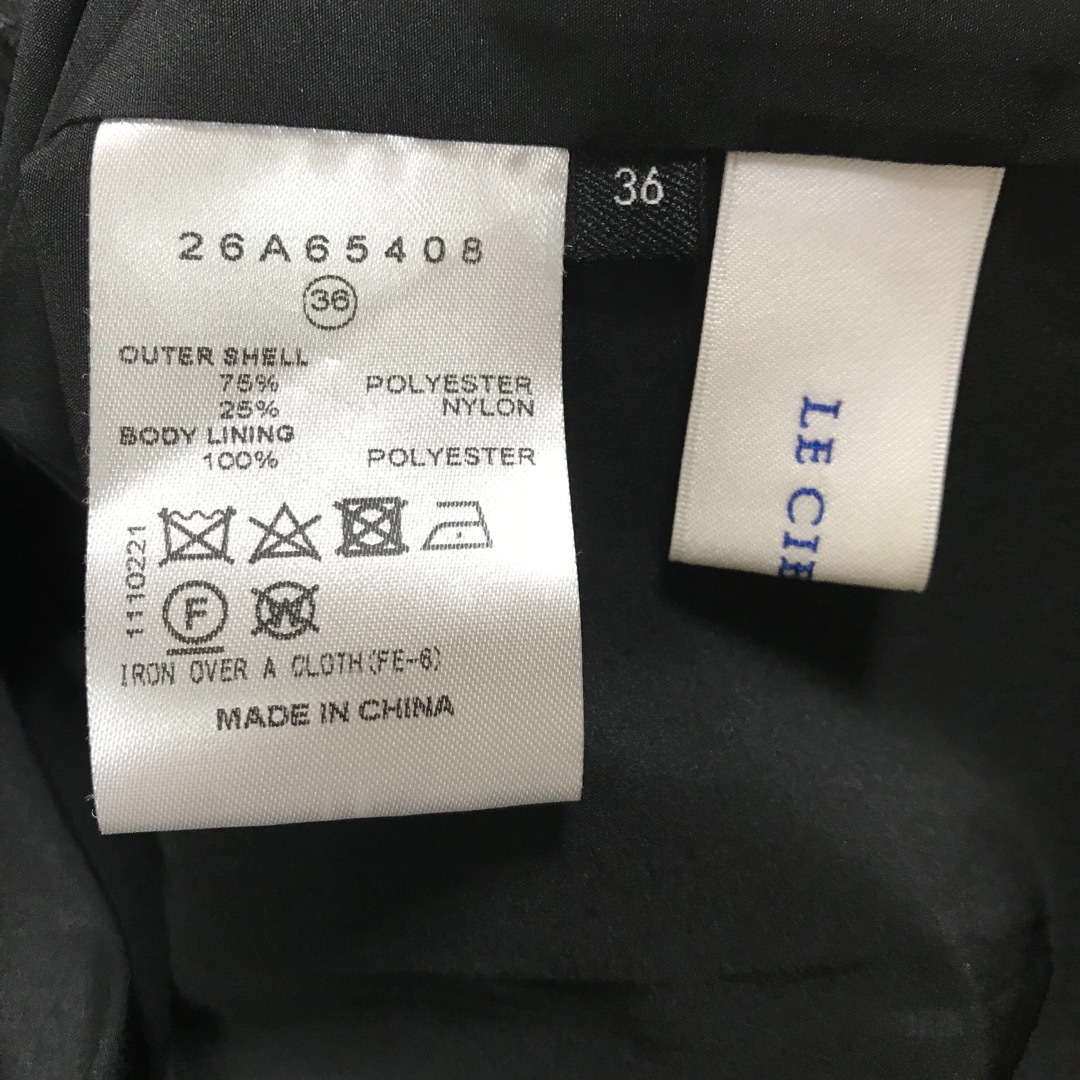 26A65408
36
OUTER SHELL
75% POLYESTER
25% NYLON
BODY LINING
100% POLYESTER
1110221
F
W
IRON OVER A CLOTH(FE-6)
MADE IN CHINA
36
LE CIE